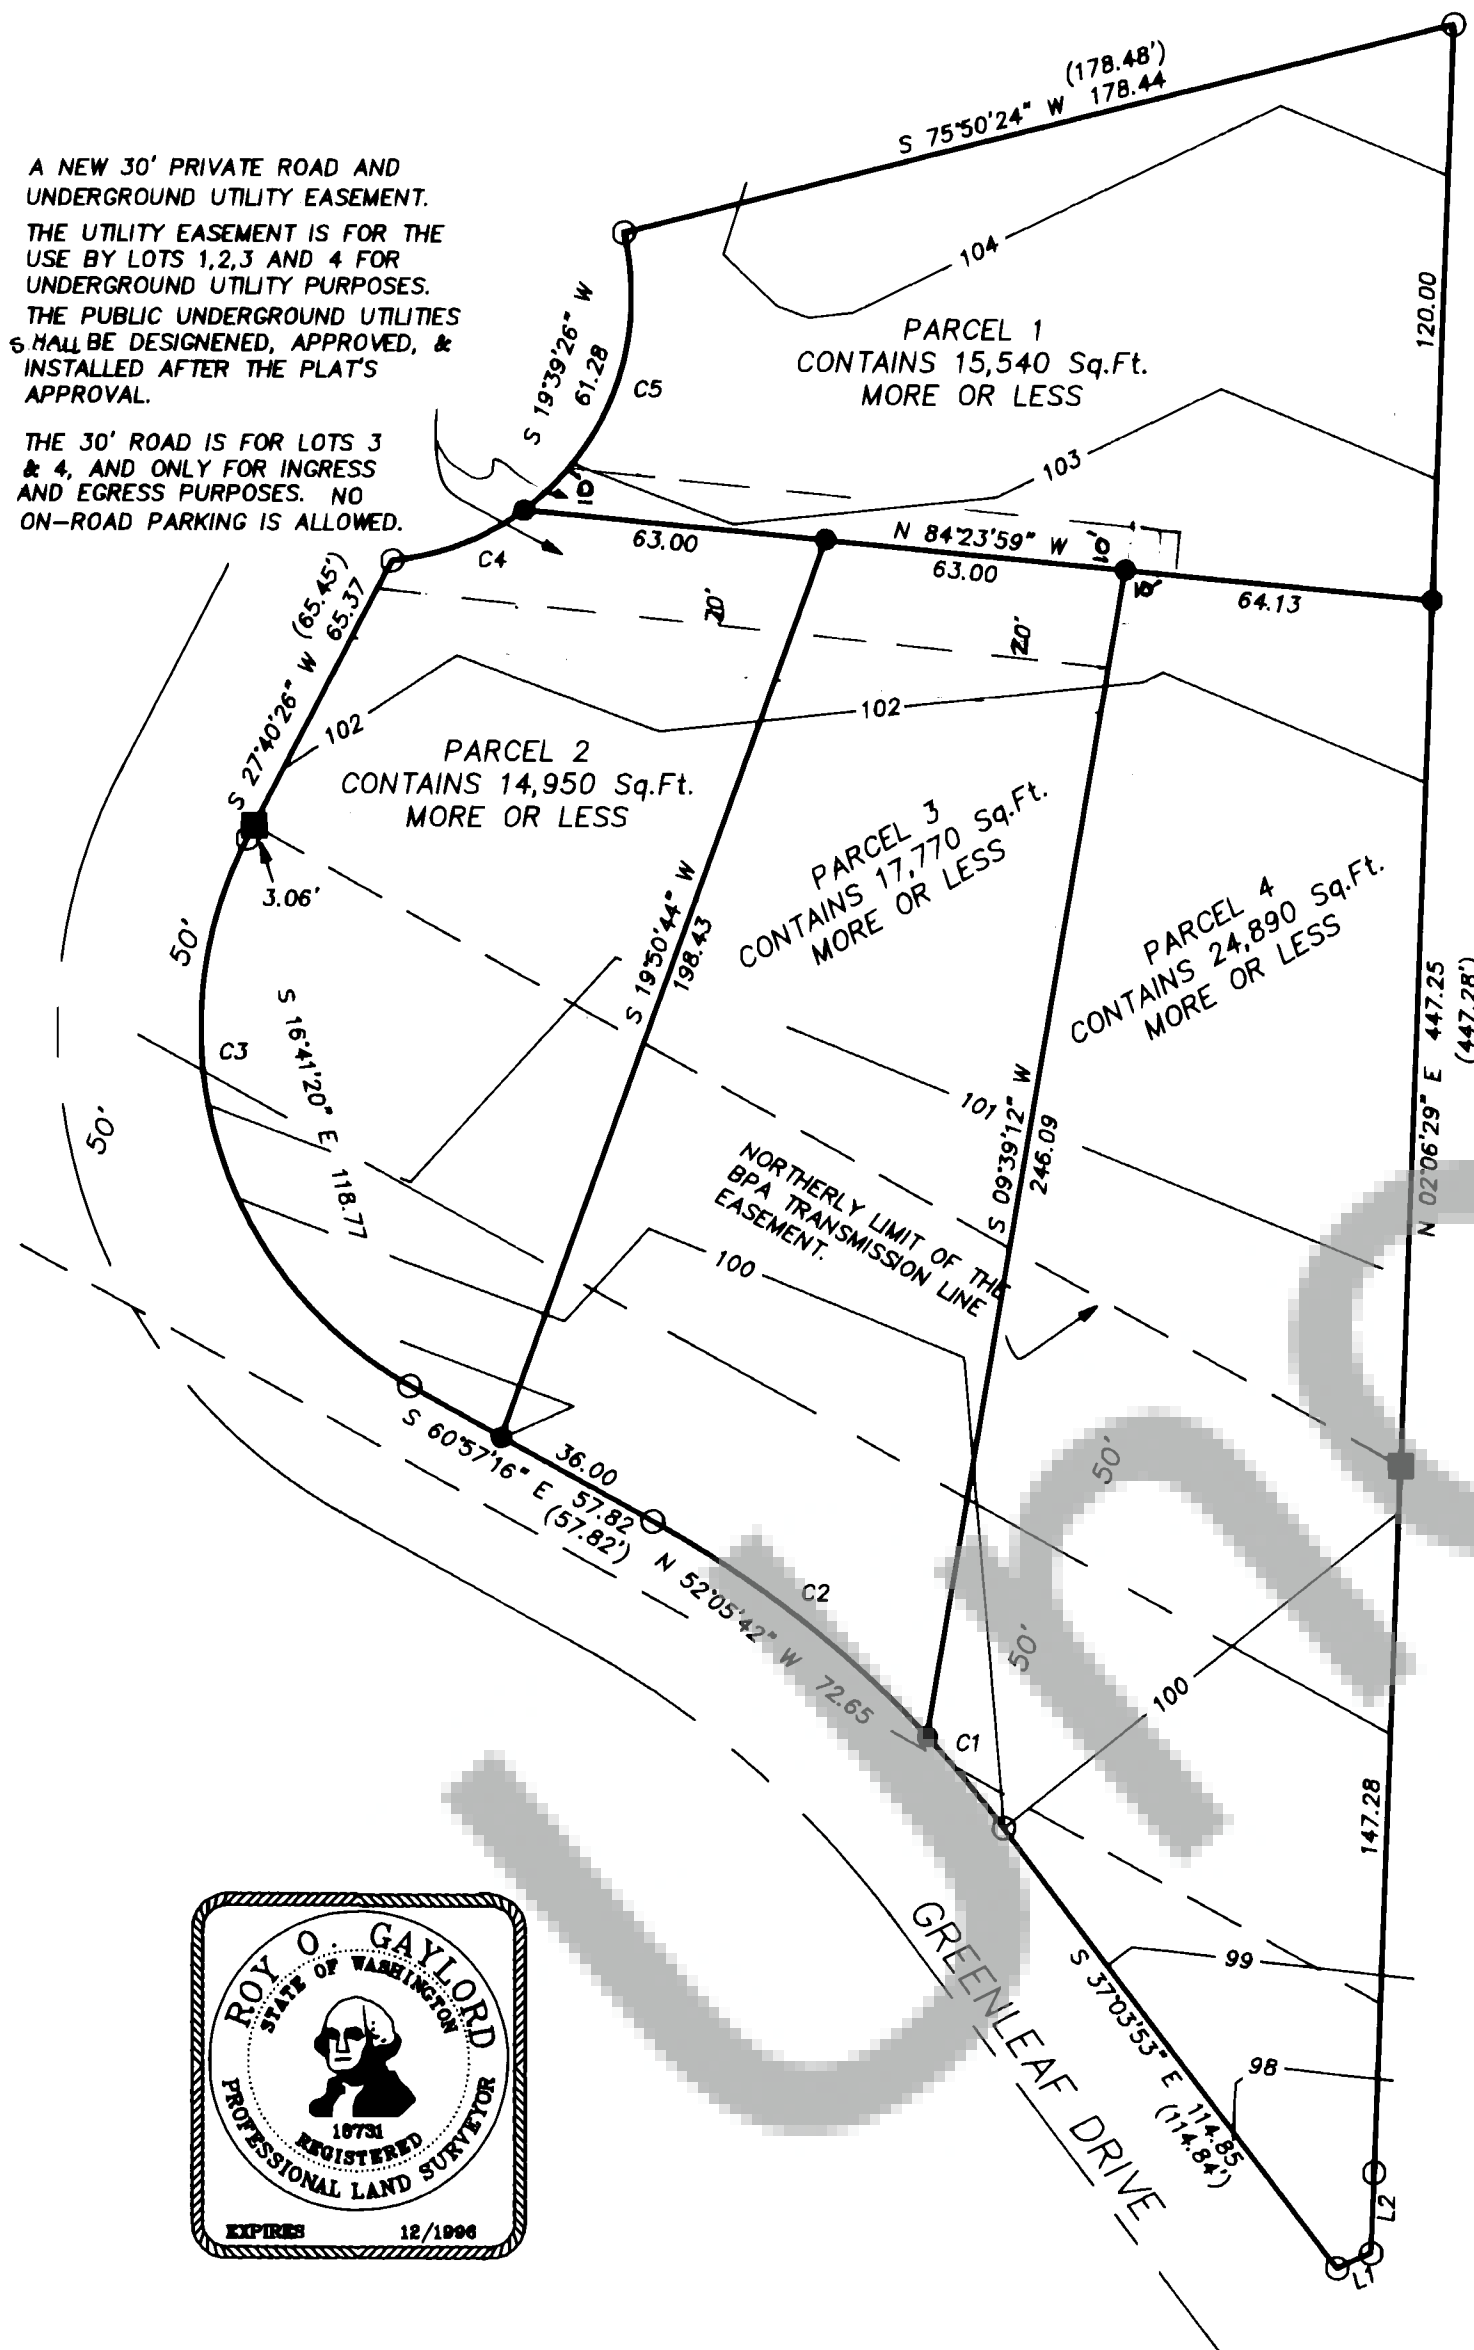 (178.48')
S 75°50'24" W 178.44
A NEW 30' PRIVATE ROAD AND
UNDERGROUND UTILITY EASEMENT.
THE UTILITY EASEMENT IS FOR THE
USE BY LOTS 1,2,3 AND 4 FOR
UNDERGROUND UTILITY PURPOSES.
THE PUBLIC UNDERGROUND UTILITIES
SHALL BE DESIGNENED, APPROVED, &
INSTALLED AFTER THE PLAT'S
APPROVAL.
THE 30' ROAD IS FOR LOTS 3
& 4, AND ONLY FOR INGRESS
AND EGRESS PURPOSES. NO
ON-ROAD PARKING IS ALLOWED.
104
120.00
PARCEL 1
CONTAINS 15,540 Sq.Ft.
MORE OR LESS
S 19°39'26" W
61.28
C5
103
10'
63.00
N 84°23'59" W
63.00
10'
10'
64.13
C4
(65.45')
S 27°40'26" W 65.37
20'
20'
102
102
PARCEL 2
CONTAINS 14,950 Sq.Ft.
MORE OR LESS
PARCEL 3
CONTAINS 17,770 Sq.Ft.
MORE OR LESS
PARCEL 4
CONTAINS 24,890 Sq.Ft.
MORE OR LESS
3.06'
50'
S 19°50'44" W
198.43
N 02°06'29" E 447.25
(447.28')
C3
S 16°41'20" E 118.77
50'
101
S 09°39'12" W
246.09
NORTHERLY LIMIT OF THE
BPA TRANSMISSION LINE
EASEMENT.
100
S 60°57'16" E 57.82
(57.82')
36.00
50'
C2
N 52°05'42" W 72.65
50'
100
C1
147.28
GREENLEAF DRIVE
S 37°03'53" E 114.85
(114.84')
99
98
L2
L1
ROY O. GAYLORD
STATE OF WASHINGTON
18731
REGISTERED
PROFESSIONAL LAND SURVEYOR
EXPIRES 12/1996